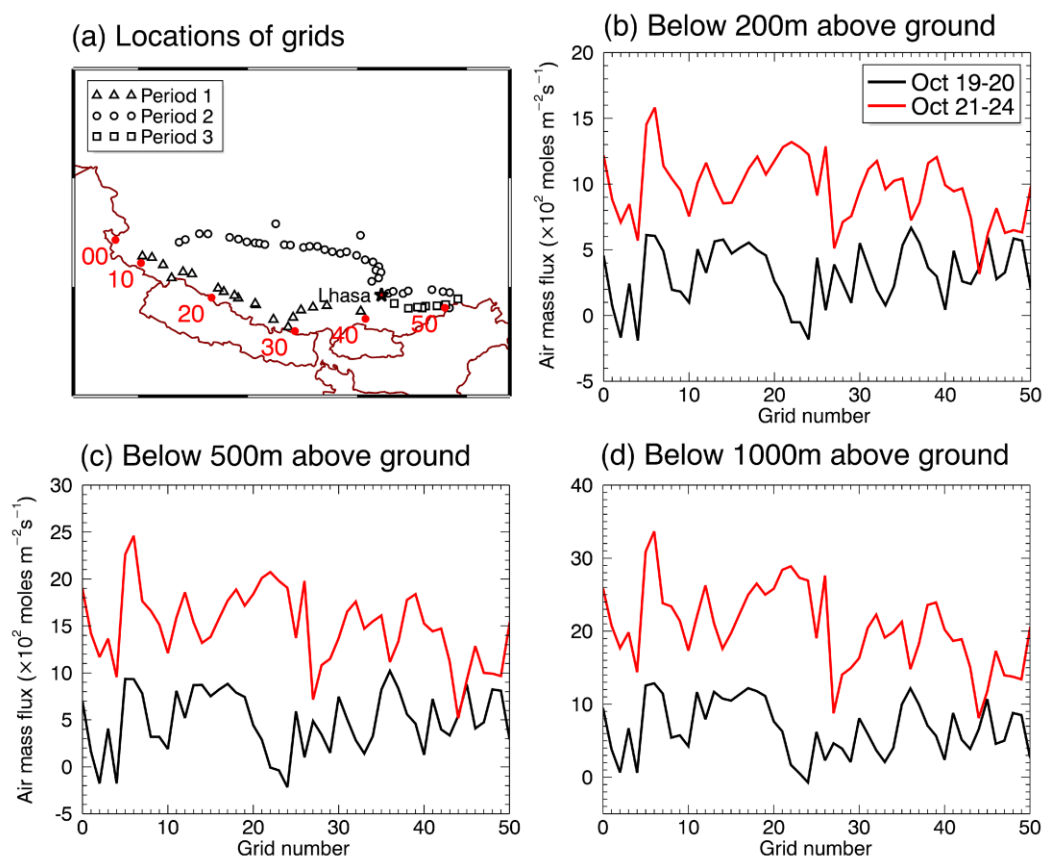 (a) Locations of grids
Period 1
Period 2
Period 3
00
10
20
30
40
50
Lhasa
(b) Below 200m above ground
Air mass flux (×10² moles m⁻²s⁻¹)
20
15
10
5
0
-5
Oct 19-20
Oct 21-24
0 10 20 30 40 50
Grid number
(c) Below 500m above ground
Air mass flux (×10² moles m⁻²s⁻¹)
30
25
20
15
10
5
0
-5
0 10 20 30 40 50
Grid number
(d) Below 1000m above ground
40
30
20
10
0
0 10 20 30 40 50
Grid number